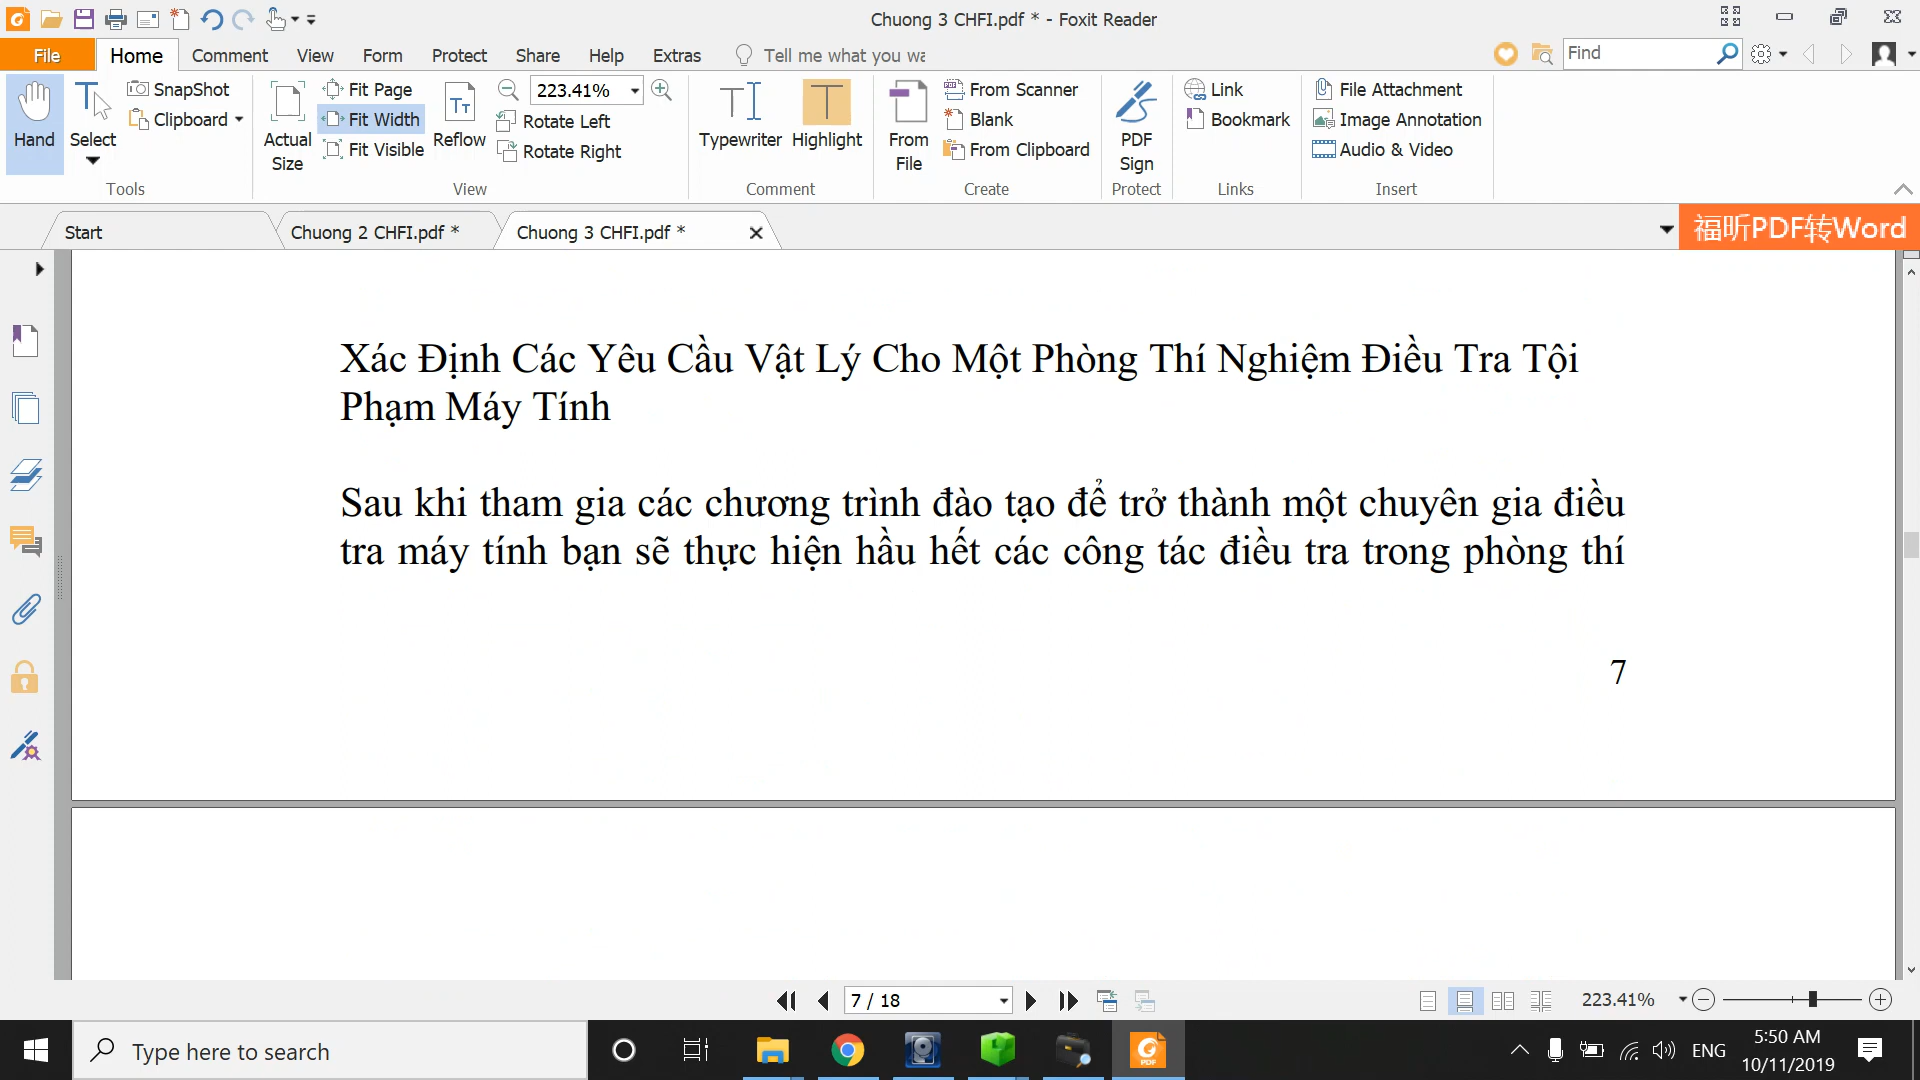 Chuong 3 CHFI.pdf * - Foxit Reader
File Home Comment View Form Protect Share Help Extras Tell me what you wa Find
Hand
Select
SnapShot
Clipboard
Tools
Actual Size
Fit Page
Fit Width
Fit Visible
Reflow
223.41%
Rotate Left
Rotate Right
View
Typewriter
Highlight
Comment
From File
From Scanner
Blank
From Clipboard
Create
PDF Sign
Protect
Link
Bookmark
Links
File Attachment
Image Annotation
Audio & Video
Insert
Start
Chuong 2 CHFI.pdf *
Chuong 3 CHFI.pdf *
福昕PDF转Word
Xác Định Các Yêu Cầu Vật Lý Cho Một Phòng Thí Nghiệm Điều Tra Tội
Phạm Máy Tính
Sau khi tham gia các chương trình đào tạo để trở thành một chuyên gia điều
tra máy tính bạn sẽ thực hiện hầu hết các công tác điều tra trong phòng thí
7
7 / 18
223.41%
Type here to search
PDF
ENG
5:50 AM
10/11/2019